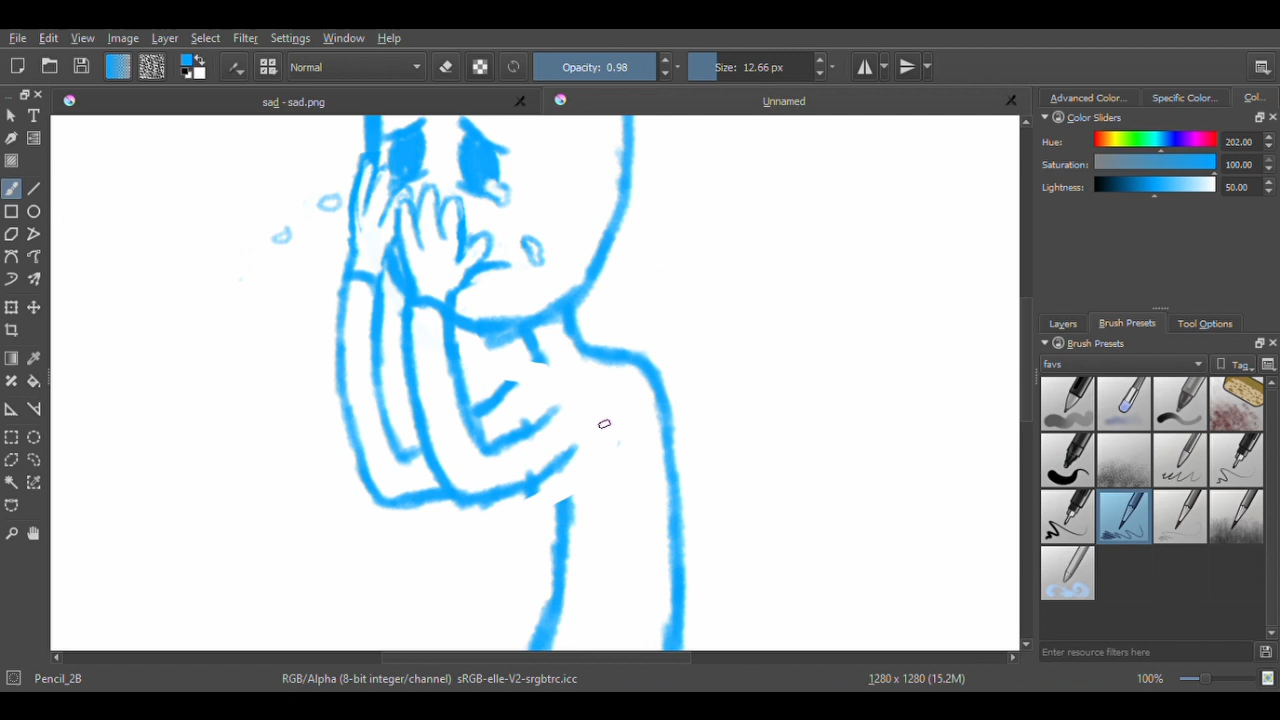 File Edit View Image Layer Select Filter Settings Window Help
Normal Opacity: 0.98 Size: 12.66 px
... sad - sad.png Unnamed Advanced Color... Specific Color... Col...
Color Sliders
Hue: 202.00
Saturation: 100.00
Lightness: 50.00
Layers Brush Presets Tool Options
Brush Presets
favs Tag
Enter resource filters here
Pencil_2B RGB/Alpha (8-bit integer/channel) sRGB-elle-V2-srgbtrc.icc 1280 x 1280 (15.2M) 100%